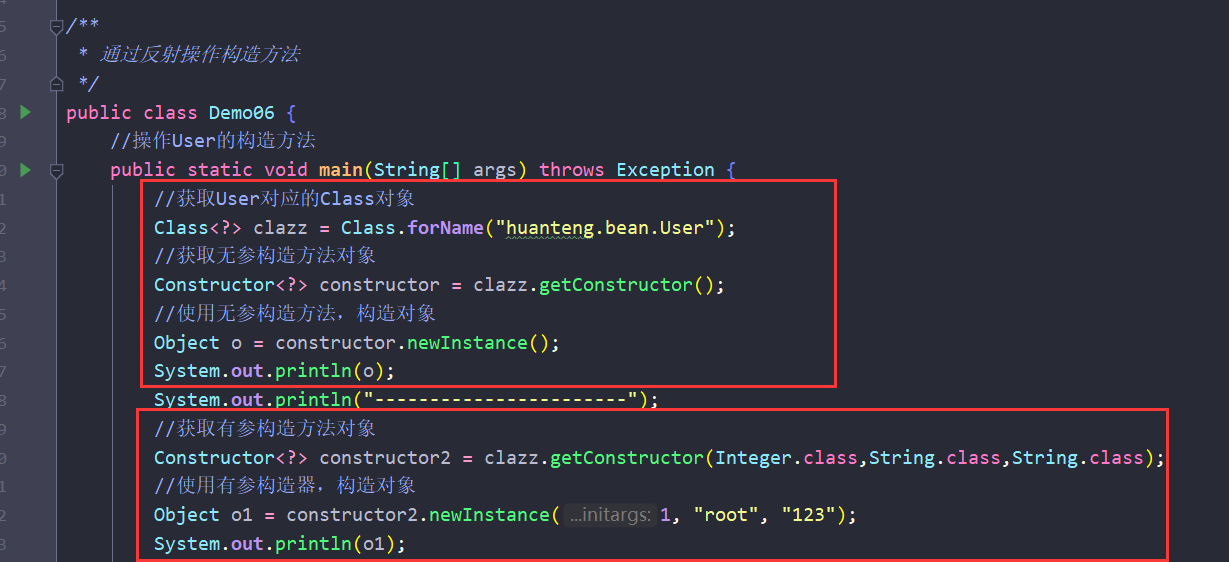 /**
* 通过反射操作构造方法
*/
public class Demo06 {
//操作User的构造方法
public static void main(String[] args) throws Exception {
//获取User对应的Class对象
Class<?> clazz = Class.forName("huanteng.bean.User");
//获取无参构造方法对象
Constructor<?> constructor = clazz.getConstructor();
//使用无参构造方法，构造对象
Object o = constructor.newInstance();
System.out.println(o);
System.out.println("-----------------------");
//获取有参构造方法对象
Constructor<?> constructor2 = clazz.getConstructor(Integer.class,String.class,String.class);
//使用有参构造器，构造对象
Object o1 = constructor2.newInstance( ...initargs: 1, "root", "123");
System.out.println(o1);